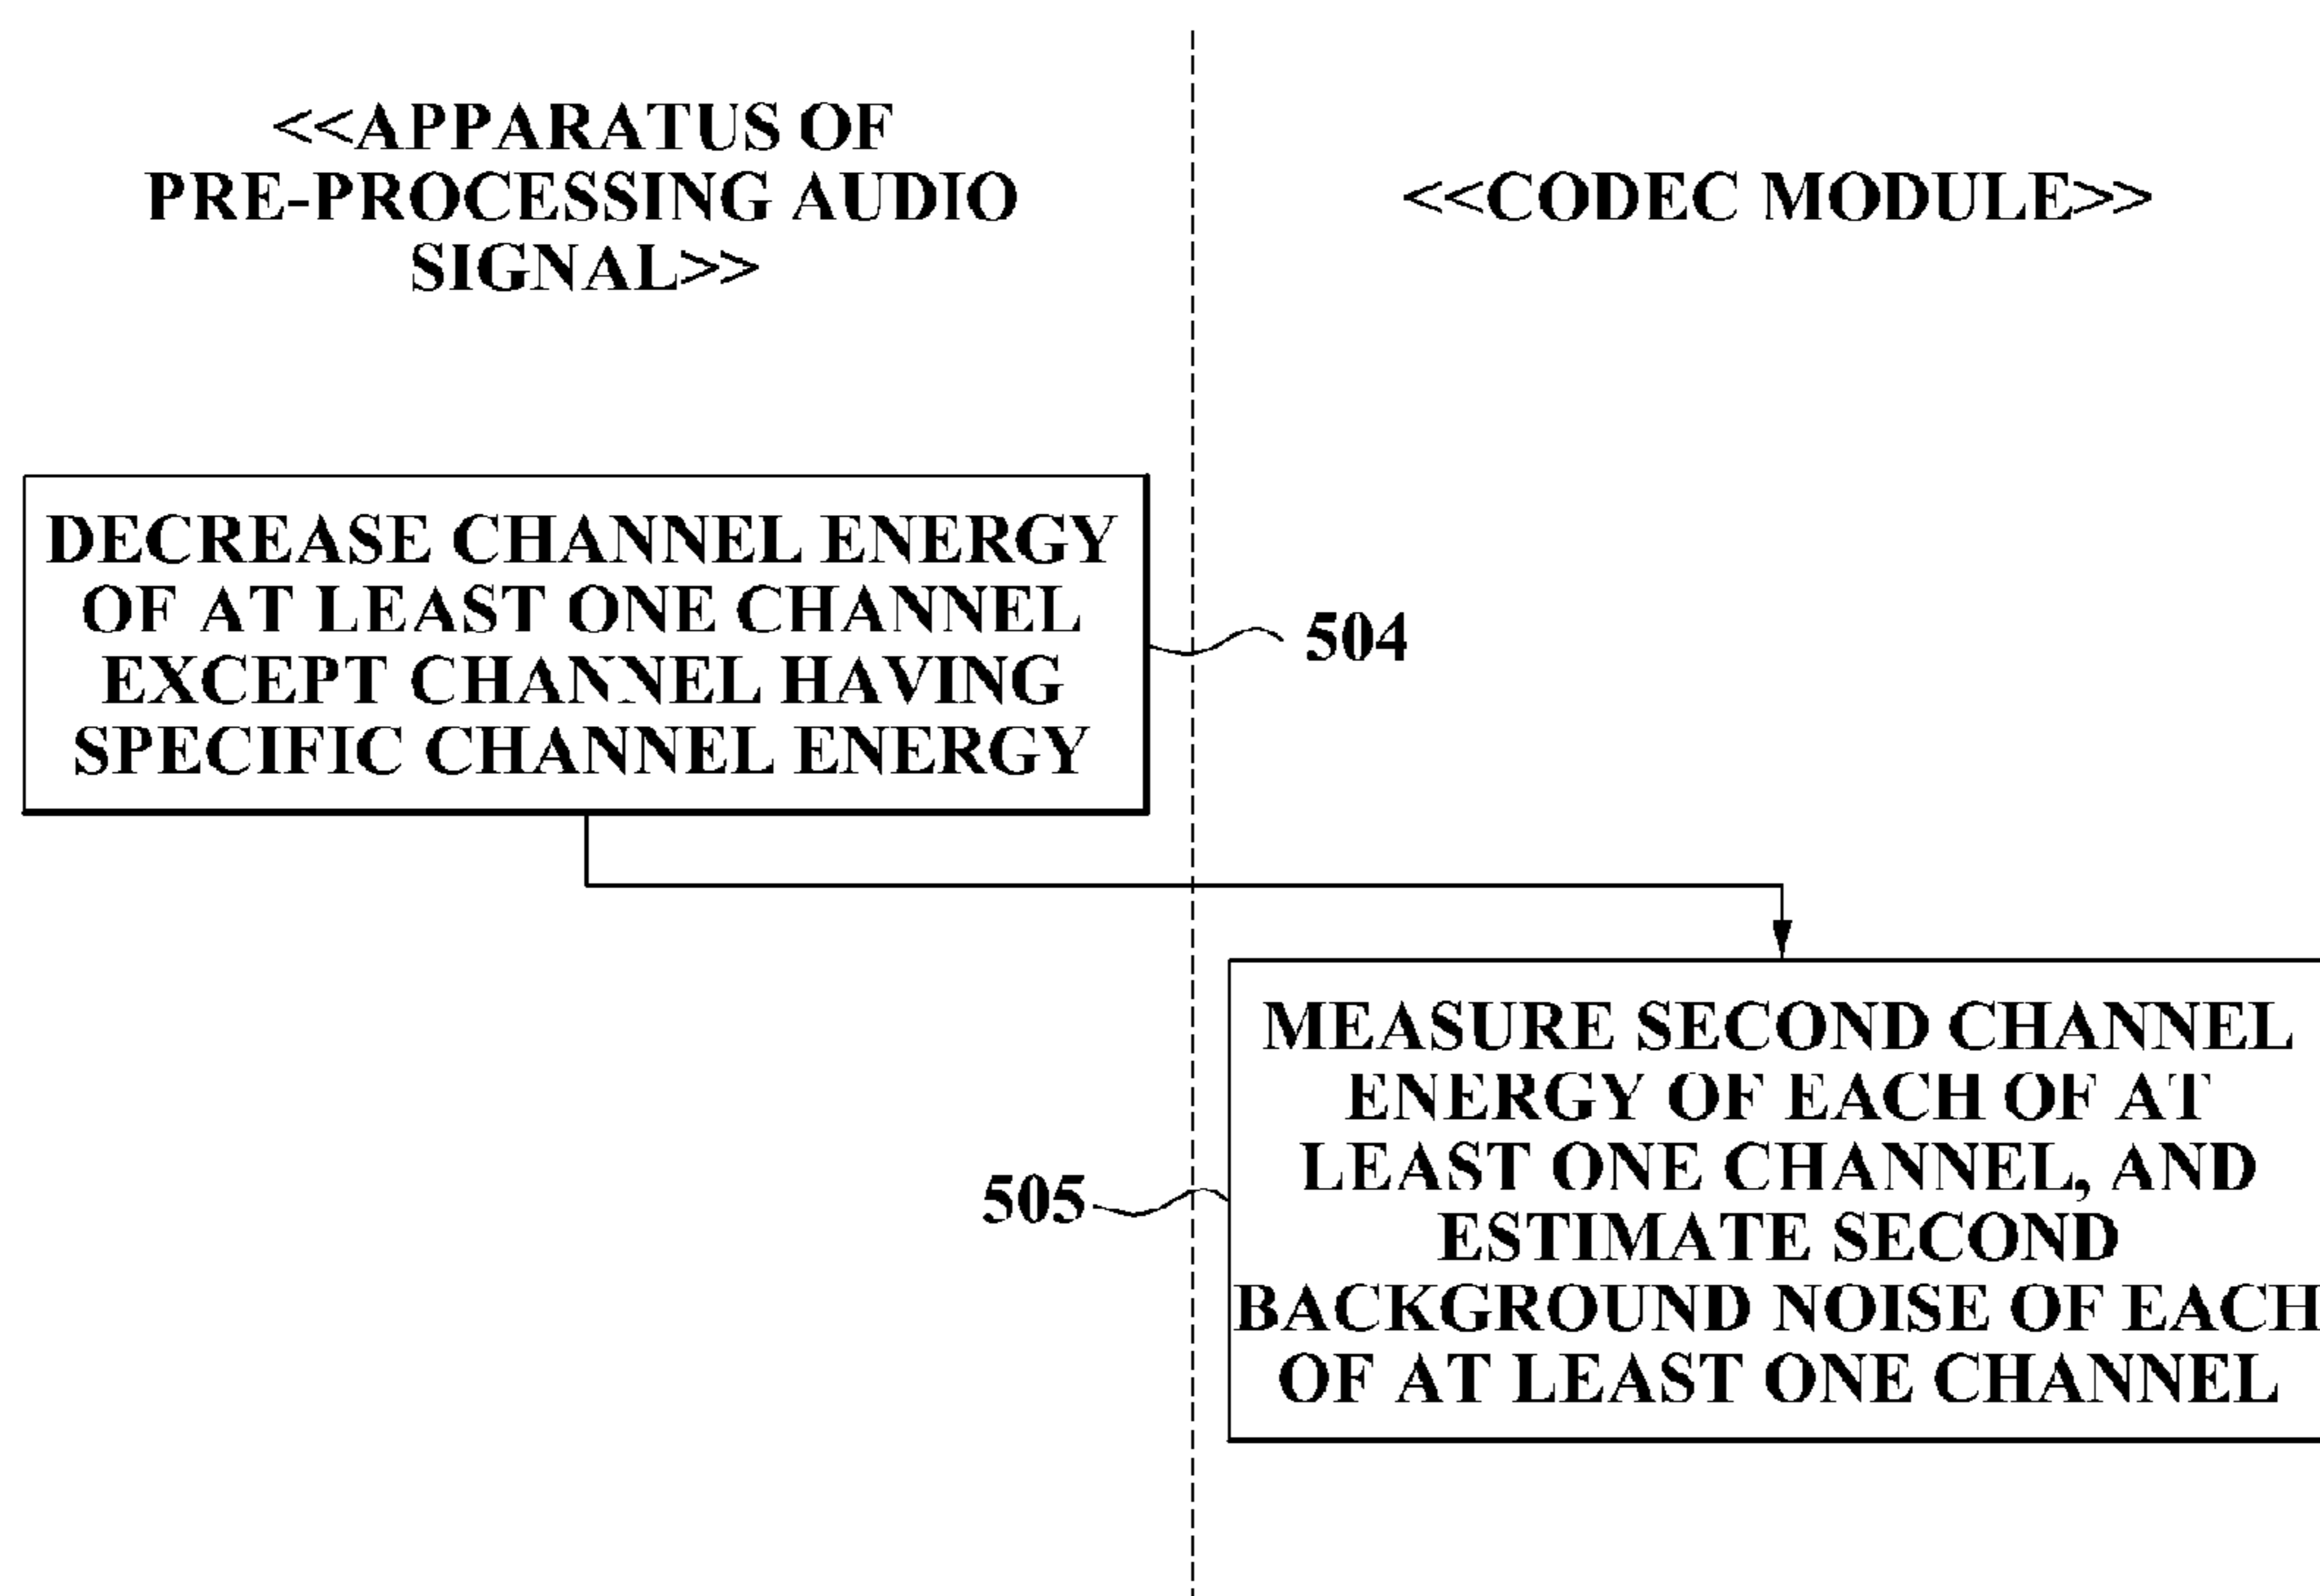 <<APPARATUS OF
PRE-PROCESSING AUDIO
SIGNAL>>
<<CODEC MODULE>>
DECREASE CHANNEL ENERGY
OF AT LEAST ONE CHANNEL
EXCEPT CHANNEL HAVING
SPECIFIC CHANNEL ENERGY
504
MEASURE SECOND CHANNEL
ENERGY OF EACH OF AT
LEAST ONE CHANNEL, AND
ESTIMATE SECOND
BACKGROUND NOISE OF EACH
OF AT LEAST ONE CHANNEL
505